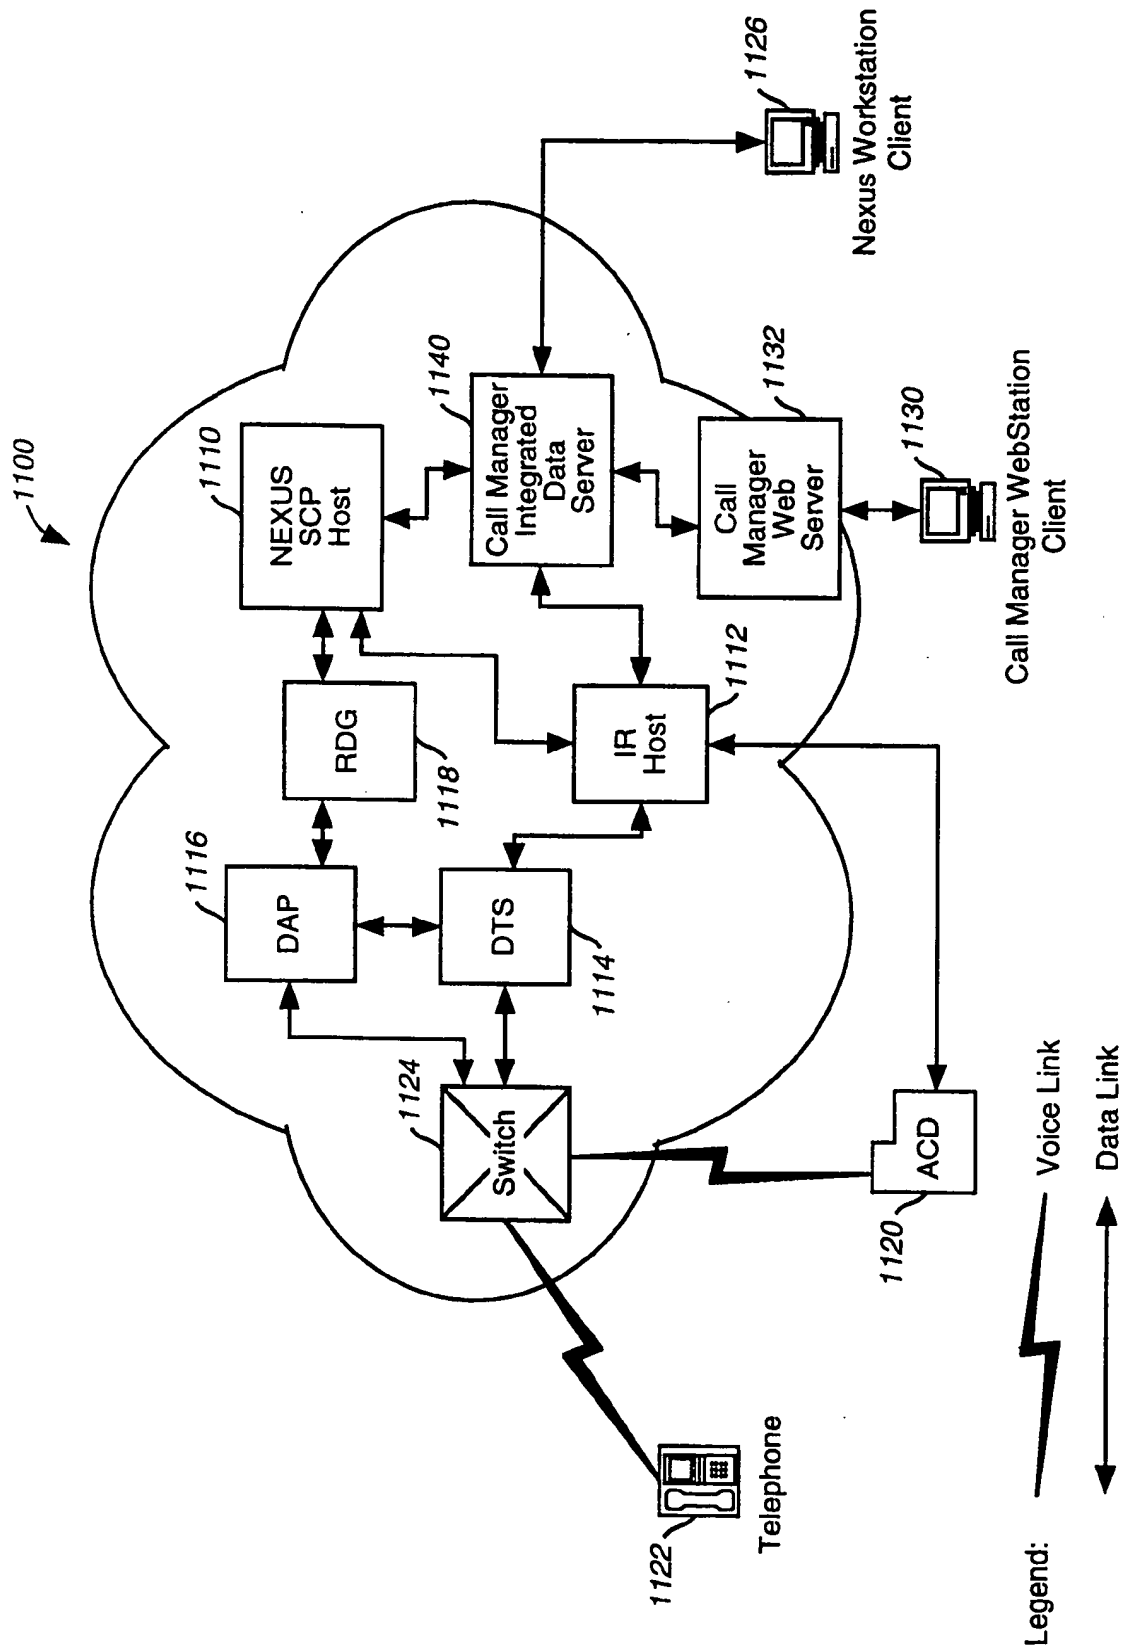 1100
1110
NEXUS
SCP
Host
1140
Call Manager
Integrated
Data
Server
1126
Nexus Workstation
Client
1116
DAP
RDG
1118
1124
Switch
DTS
1114
IR
Host
1112
Call
Manager
Web
Server
1132
1130
Call Manager WebStation
Client
1122
Telephone
ACD
1120
Legend:
Voice Link
Data Link